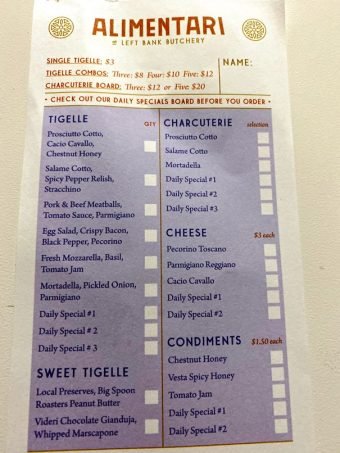 ALIMENTARI
at LEFT BANK BUTCHERY
SINGLE TIGELLE: $3
TIGELLE COMBOS: Three: $8 Four: $10 Five: $12
CHARCUTERIE BOARD: Three: $12 or Five $20
NAME:
• CHECK OUT OUR DAILY SPECIALS BOARD BEFORE YOU ORDER •
TIGELLE QTY
Prosciutto Cotto,
Cacio Cavallo,
Chestnut Honey
Salame Cotto,
Spicy Pepper Relish,
Stracchino
Pork & Beef Meatballs,
Tomato Sauce, Parmigiano
Egg Salad, Crispy Bacon,
Black Pepper, Pecorino
Fresh Mozzarella, Basil,
Tomato Jam
Mortadella, Pickled Onion,
Parmigiano
Daily Special #1
Daily Special # 2
Daily Special # 3
SWEET TIGELLE
Local Preserves, Big Spoon
Roasters Peanut Butter
Videri Chocolate Gianduja,
Whipped Marscapone
CHARCUTERIE selection
Prosciutto Cotto
Salame Cotto
Mortadella
Daily Special #1
Daily Special #2
Daily Special #3
CHEESE $3 each
Pecorino Toscano
Parmigiano Reggiano
Cacio Cavallo
Daily Special #1
Daily Special #2
CONDIMENTS $1.50 each
Chestnut Honey
Vesta Spicy Honey
Tomato Jam
Daily Special #1
Daily Special #2